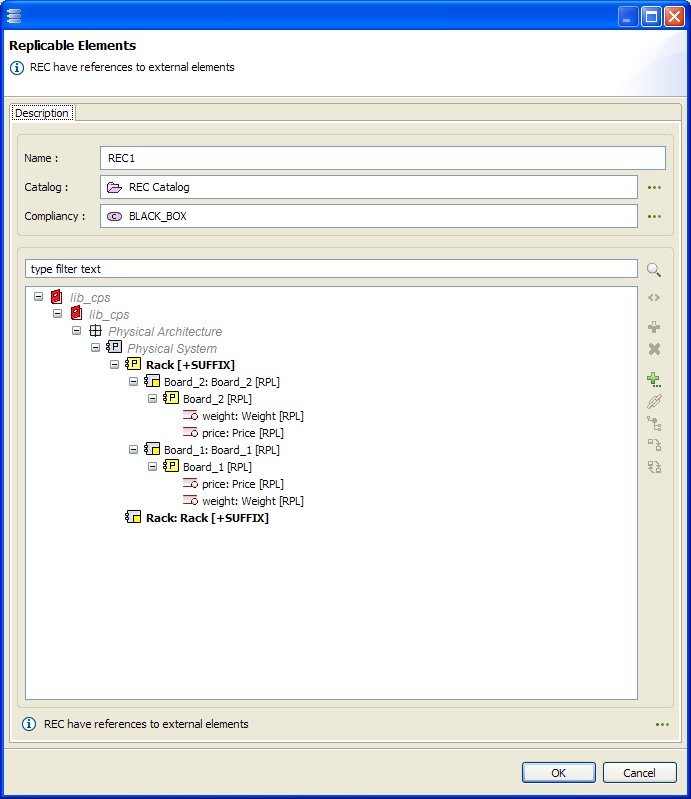 Replicable Elements
REC have references to external elements
Description
Name :
REC1
Catalog :
REC Catalog
Compliancy :
BLACK_BOX
type filter text
lib_cps
lib_cps
Physical Architecture
Physical System
Rack [+SUFFIX]
Board_2: Board_2 [RPL]
Board_2 [RPL]
weight: Weight [RPL]
price: Price [RPL]
Board_1: Board_1 [RPL]
Board_1 [RPL]
price: Price [RPL]
weight: Weight [RPL]
Rack: Rack [+SUFFIX]
REC have references to external elements
OK
Cancel